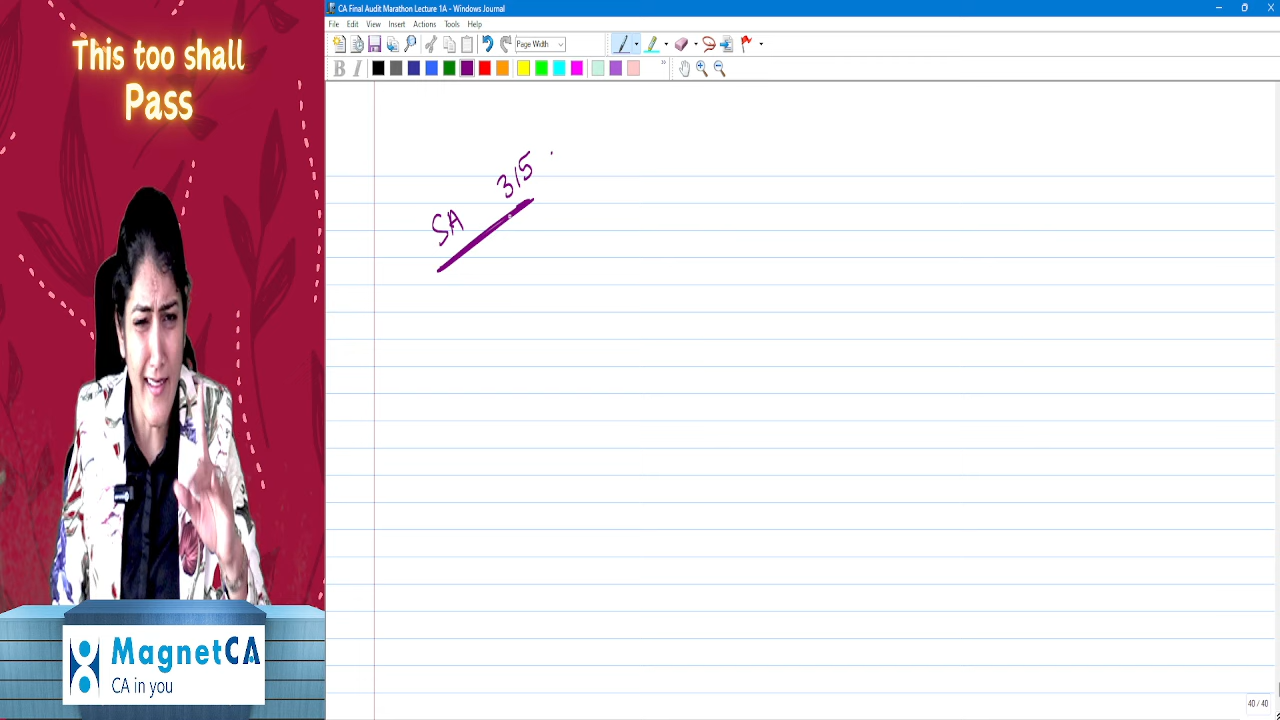 This too shall
Pass
CA Final Audit Marathon Lecture 1A - Windows Journal
File Edit View Insert Actions Tools Help
Page Width
B I
SA 315
MagnetCA
CA in you
40 / 40